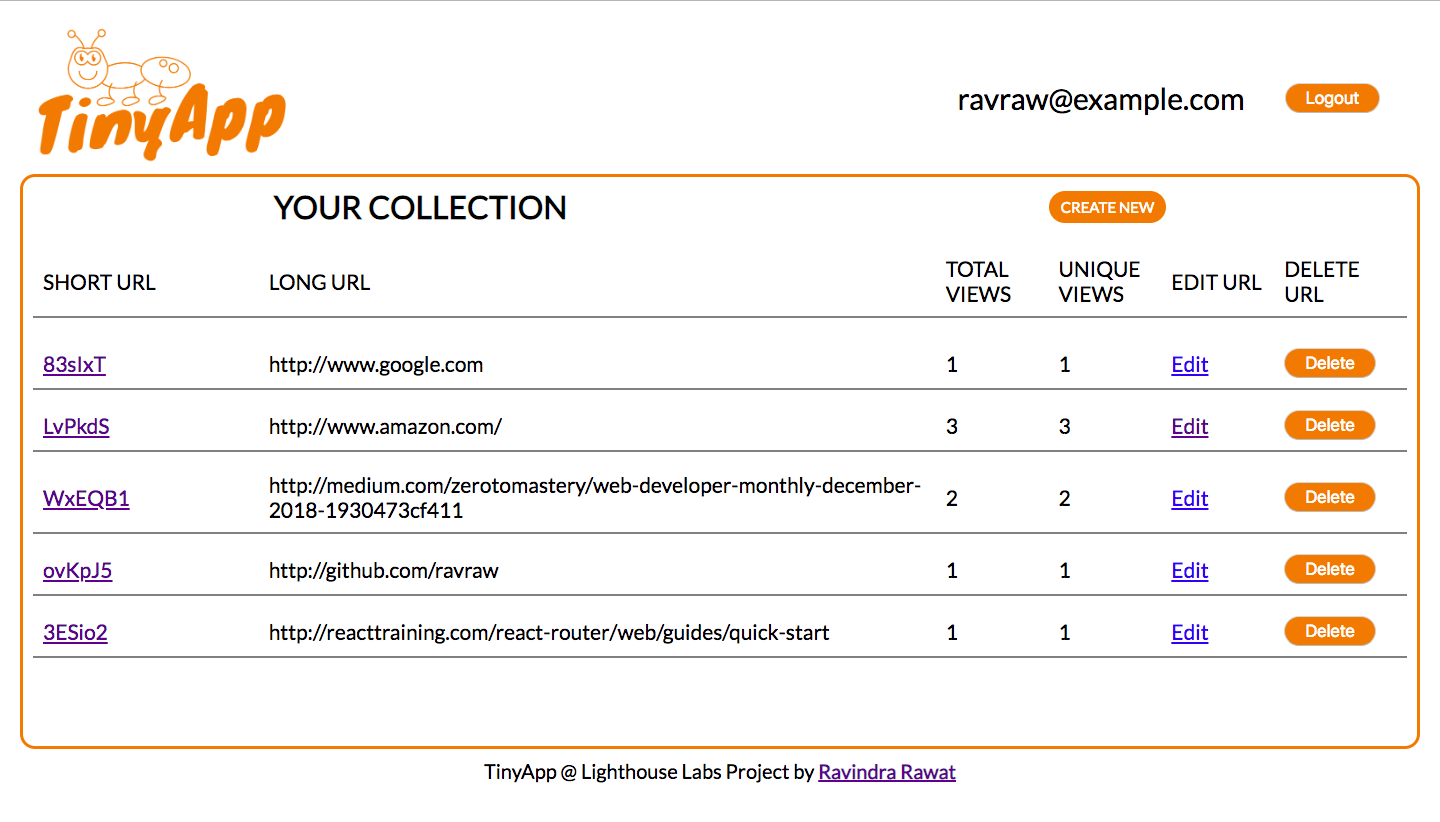 TinyApp
ravraw@example.com Logout
YOUR COLLECTION CREATE NEW
SHORT URL LONG URL TOTAL VIEWS UNIQUE VIEWS EDIT URL DELETE URL
83sIxT http://www.google.com 1 1 Edit Delete
LvPkdS http://www.amazon.com/ 3 3 Edit Delete
WxEQB1 http://medium.com/zerotomastery/web-developer-monthly-december-
2018-1930473cf411 2 2 Edit Delete
ovKpJ5 http://github.com/ravraw 1 1 Edit Delete
3ESio2 http://reacttraining.com/react-router/web/guides/quick-start 1 1 Edit Delete
TinyApp @ Lighthouse Labs Project by Ravindra Rawat